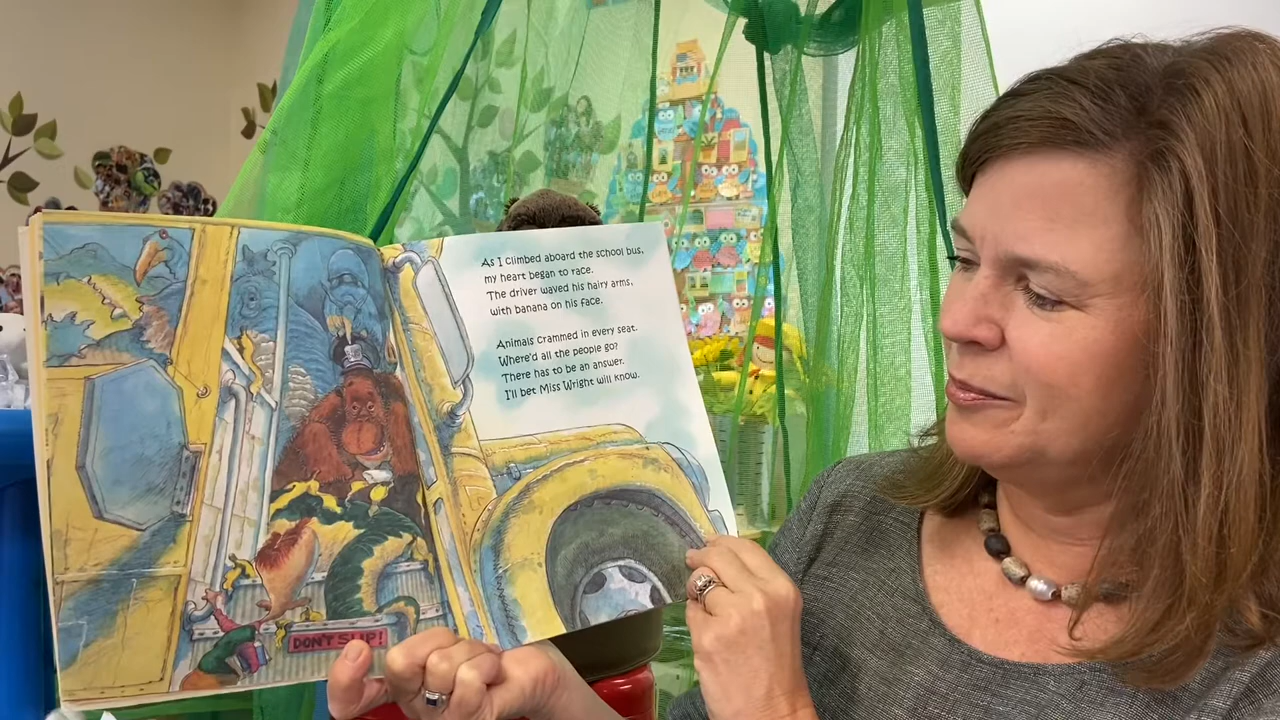 As I climbed aboard the school bus,
my heart began to race.
The driver waved his hairy arms,
with banana on his face.
Animals crammed in every seat.
Where'd all the people go?
There has to be an answer.
I'll bet Miss Wright will know.
DON'T SLIP!